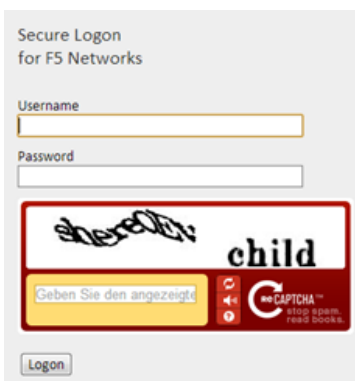 Secure Logon
for F5 Networks
Username
Password
child
Geben Sie den angezeigte
reCAPTCHA™
stop spam.
read books.
Logon